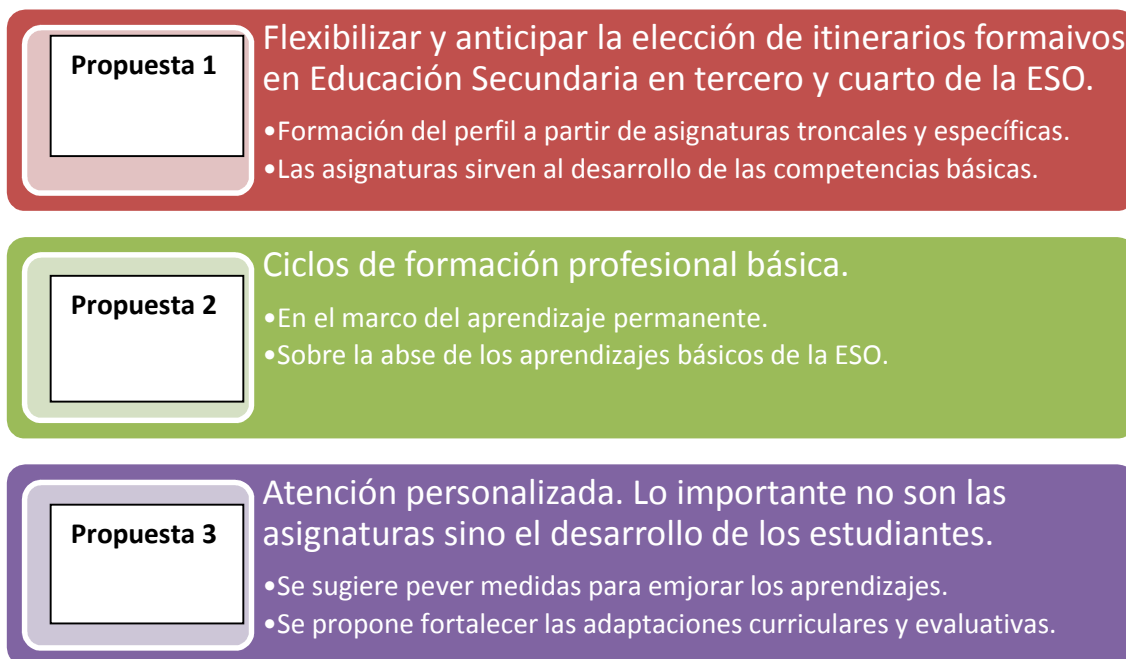 Propuesta 1
Flexibilizar y anticipar la elección de itinerarios formaivos
en Educación Secundaria en tercero y cuarto de la ESO.
•Formación del perfil a partir de asignaturas troncales y específicas.
•Las asignaturas sirven al desarrollo de las competencias básicas.
Propuesta 2
Ciclos de formación profesional básica.
•En el marco del aprendizaje permanente.
•Sobre la abse de los aprendizajes básicos de la ESO.
Propuesta 3
Atención personalizada. Lo importante no son las
asignaturas sino el desarrollo de los estudiantes.
•Se sugiere pever medidas para emjorar los aprendizajes.
•Se propone fortalecer las adaptaciones curriculares y evaluativas.